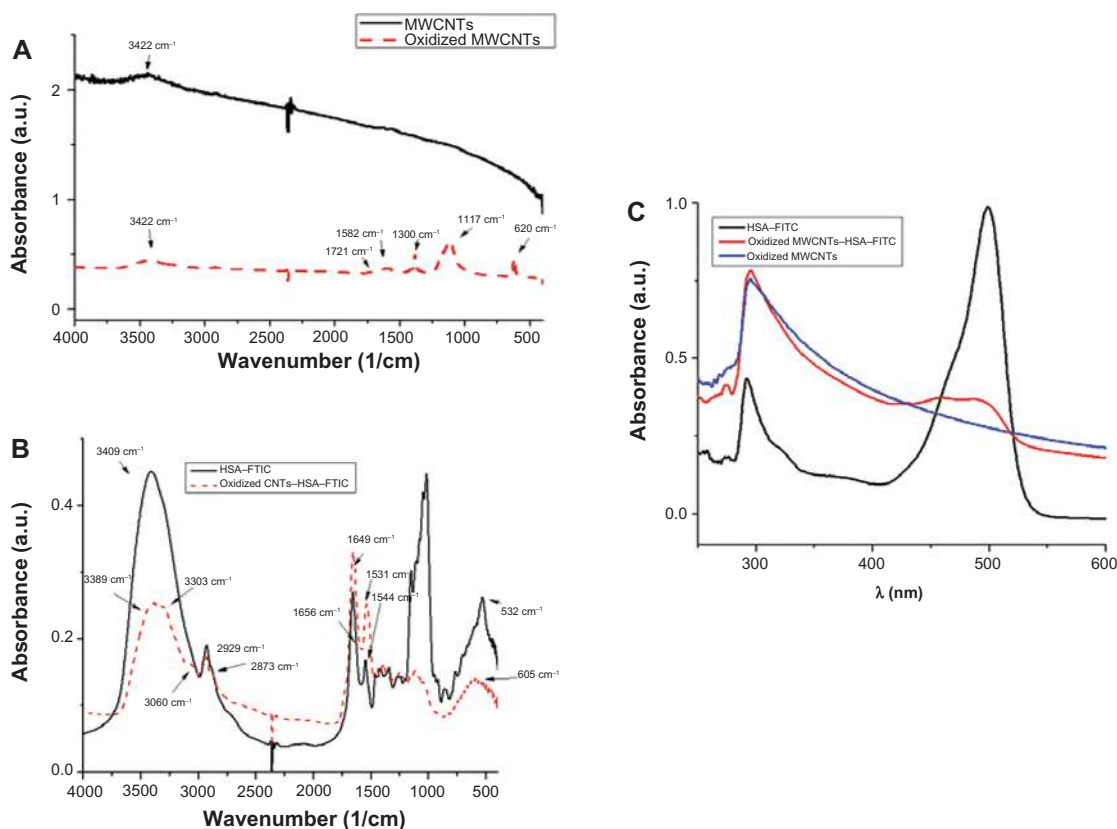 A
MWCNTs
Oxidized MWCNTs
3422 cm⁻¹
2
1
0
Absorbance (a.u.)
3422 cm⁻¹
1721 cm⁻¹
1582 cm⁻¹
1300 cm⁻¹
1117 cm⁻¹
620 cm⁻¹
4000 3500 3000 2500 2000 1500 1000 500
Wavenumber (1/cm)
B
HSA–FTIC
Oxidized CNTs–HSA–FTIC
3409 cm⁻¹
3389 cm⁻¹
3303 cm⁻¹
3060 cm⁻¹
2929 cm⁻¹
2873 cm⁻¹
1649 cm⁻¹
1656 cm⁻¹
1531 cm⁻¹
1544 cm⁻¹
532 cm⁻¹
605 cm⁻¹
0.4
0.2
0.0
Absorbance (a.u.)
4000 3500 3000 2500 2000 1500 1000 500
Wavenumber (1/cm)
C
HSA–FITC
Oxidized MWCNTs–HSA–FITC
Oxidized MWCNTs
1.0
0.5
0.0
Absorbance (a.u.)
300 400 500 600
λ (nm)